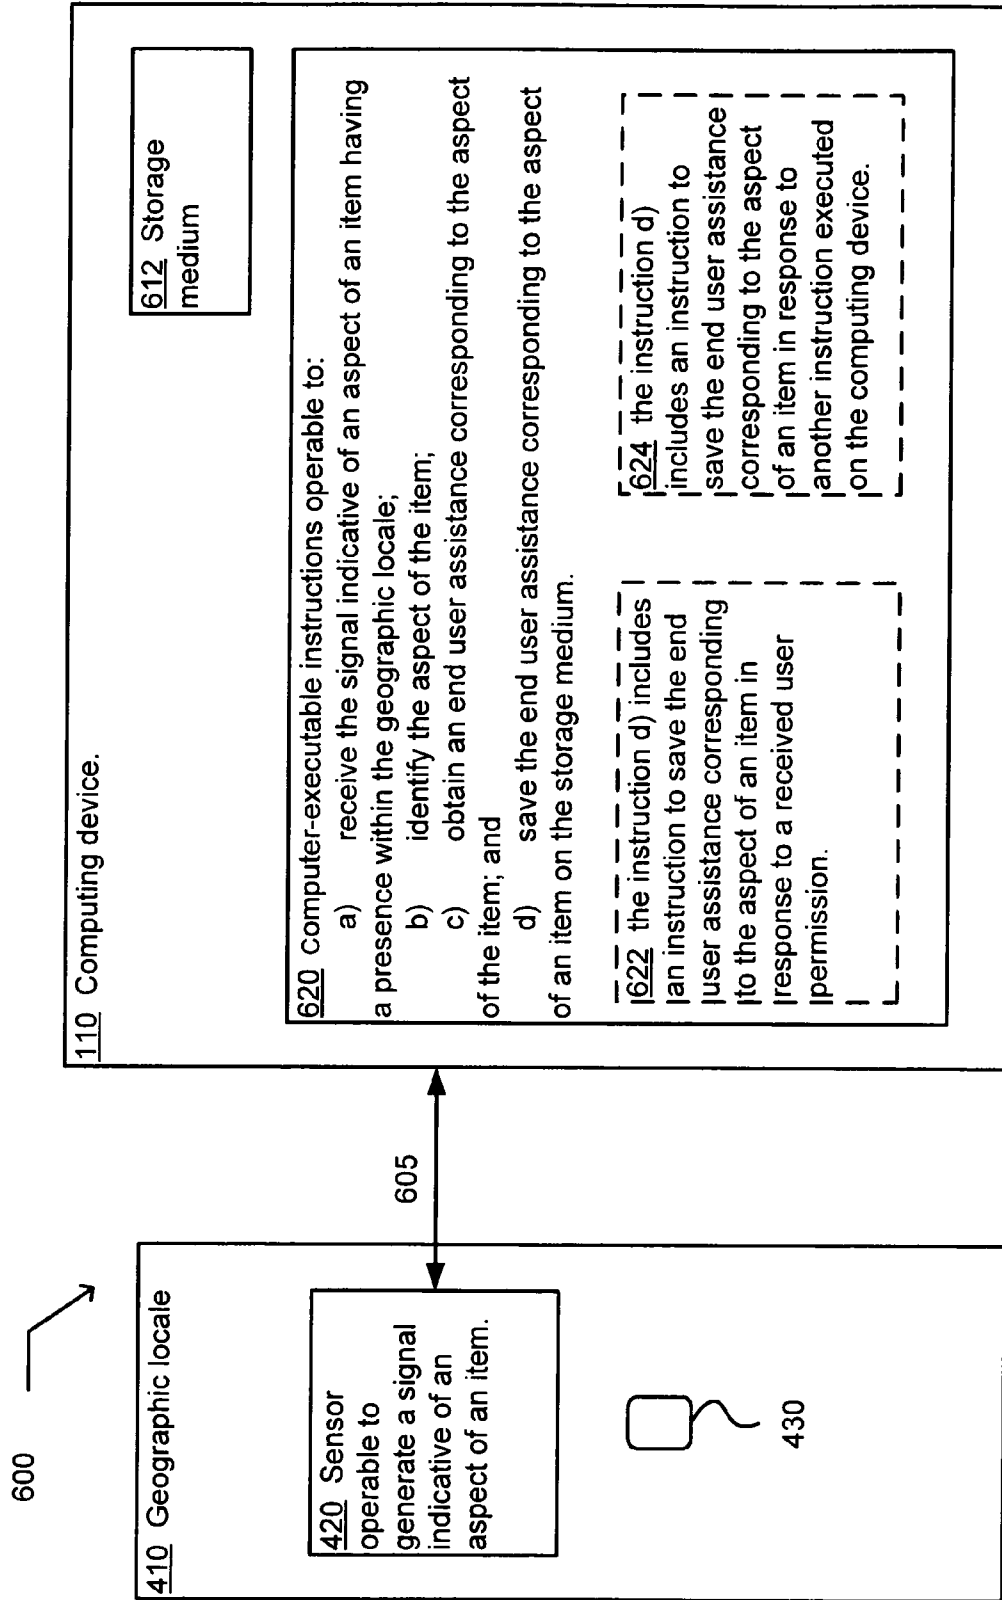 600
410 Geographic locale
420 Sensor
operable to
generate a signal
indicative of an
aspect of an item.
430
605
110 Computing device.
612 Storage
medium
620 Computer-executable instructions operable to:
a) receive the signal indicative of an aspect of an item having
a presence within the geographic locale;
b) identify the aspect of the item;
c) obtain an end user assistance corresponding to the aspect
of the item; and
d) save the end user assistance corresponding to the aspect
of an item on the storage medium.
622 the instruction d) includes
an instruction to save the end
user assistance corresponding
to the aspect of an item in
response to a received user
permission.
624 the instruction d)
includes an instruction to
save the end user assistance
corresponding to the aspect
of an item in response to
another instruction executed
on the computing device.